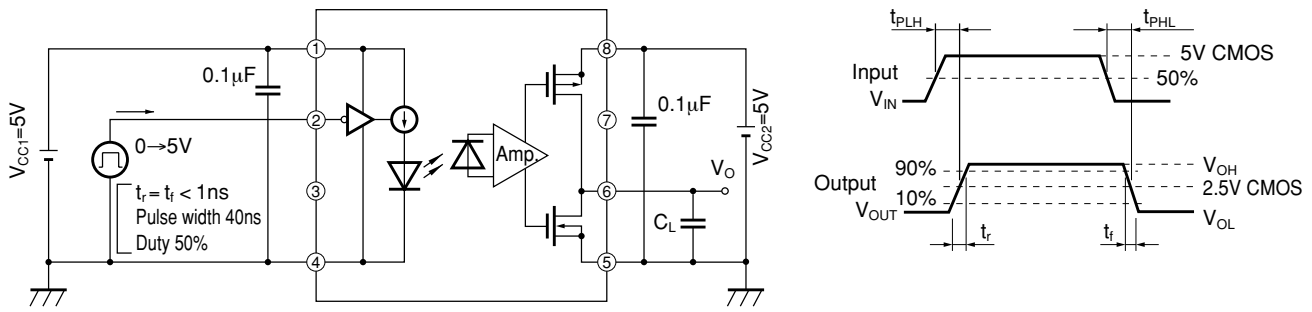 V_CC1=5V
0.1μF
0→5V
t_r = t_f < 1ns
Pulse width 40ns
Duty 50%
①
②
③
④
Amp.
⑧
⑦
⑥
⑤
0.1μF
V_O
C_L
V_CC2=5V
t_PLH
t_PHL
5V CMOS
Input
50%
V_IN
90%
V_OH
Output
2.5V CMOS
10%
V_OUT
V_OL
t_r
t_f